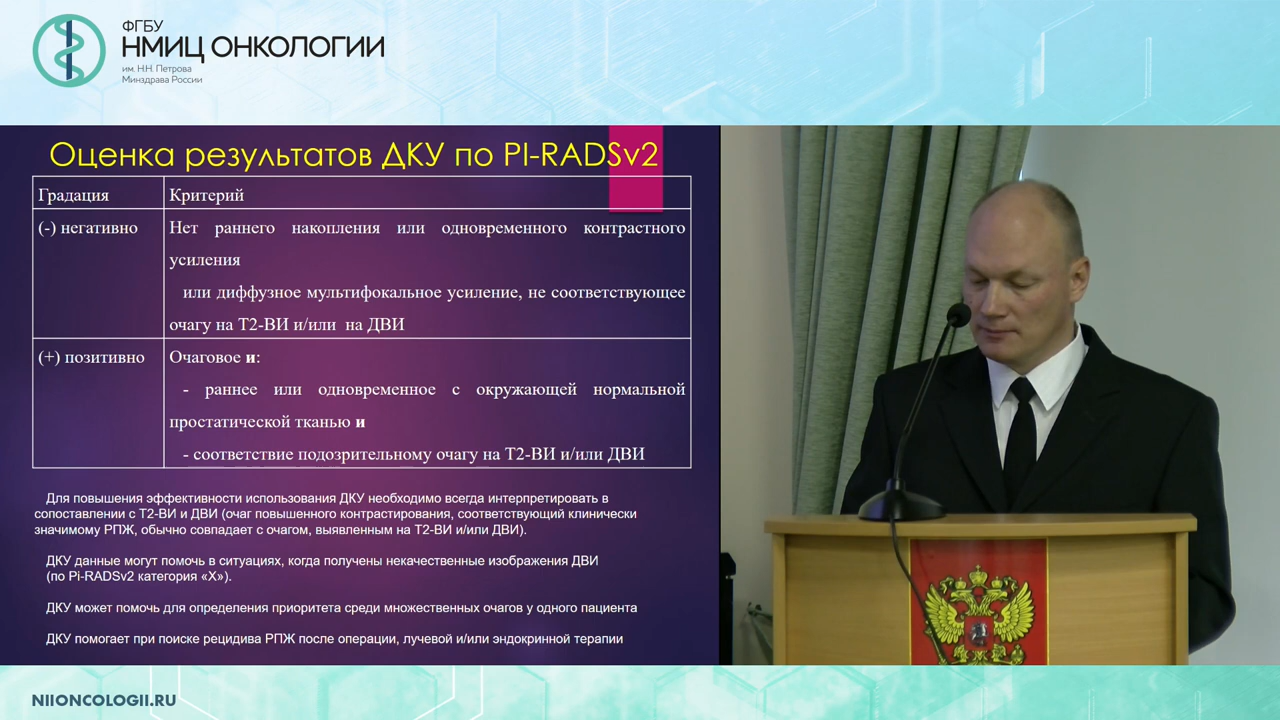 ФГБУ
НМИЦ ОНКОЛОГИИ
им. Н.Н. Петрова
Минздрава России
Оценка результатов ДКУ по PI-RADSv2
Градация Критерий
(-) негативно Нет раннего накопления или одновременного контрастного
усиления
или диффузное мультифокальное усиление, не соответствующее
очагу на Т2-ВИ и/или на ДВИ
(+) позитивно Очаговое и:
- раннее или одновременное с окружающей нормальной
простатической тканью и
- соответствие подозрительному очагу на Т2-ВИ и/или ДВИ
Для повышения эффективности использования ДКУ необходимо всегда интерпретировать в
сопоставлении с Т2-ВИ и ДВИ (очаг повышенного контрастирования, соответствующий клинически
значимому РПЖ, обычно совпадает с очагом, выявленным на Т2-ВИ и/или ДВИ).
ДКУ данные могут помочь в ситуациях, когда получены некачественные изображения ДВИ
(по Pi-RADSv2 категория «X»).
ДКУ может помочь для определения приоритета среди множественных очагов у одного пациента
ДКУ помогает при поиске рецидива РПЖ после операции, лучевой и/или эндокринной терапии
NIIONCOLOGII.RU